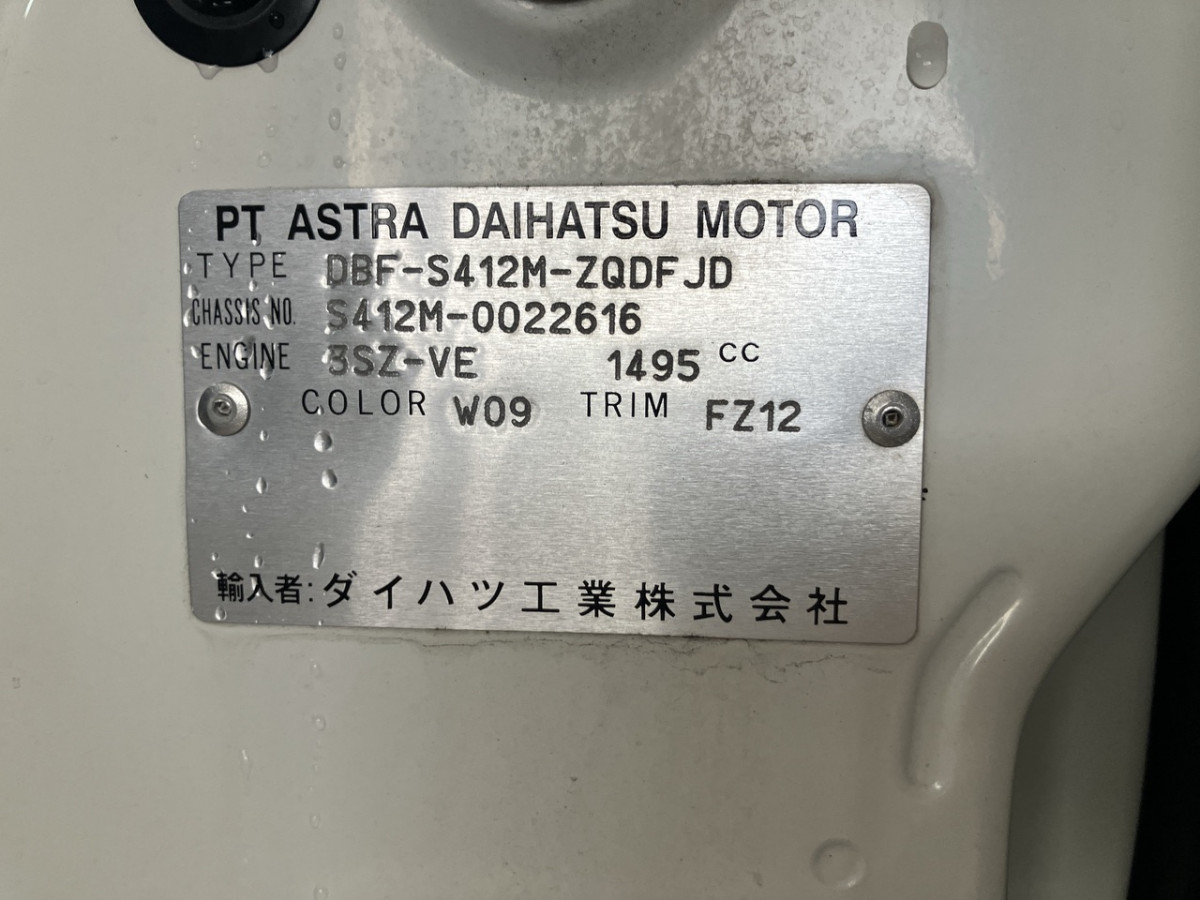 PT ASTRA DAIHATSU MOTOR
TYPE DBF-S412M-ZQDFJD
CHASSIS NO. S412M-0022616
ENGINE 3SZ-VE 1495 CC
COLOR W09 TRIM FZ12
輸入者:ダイハツ工業株式会社